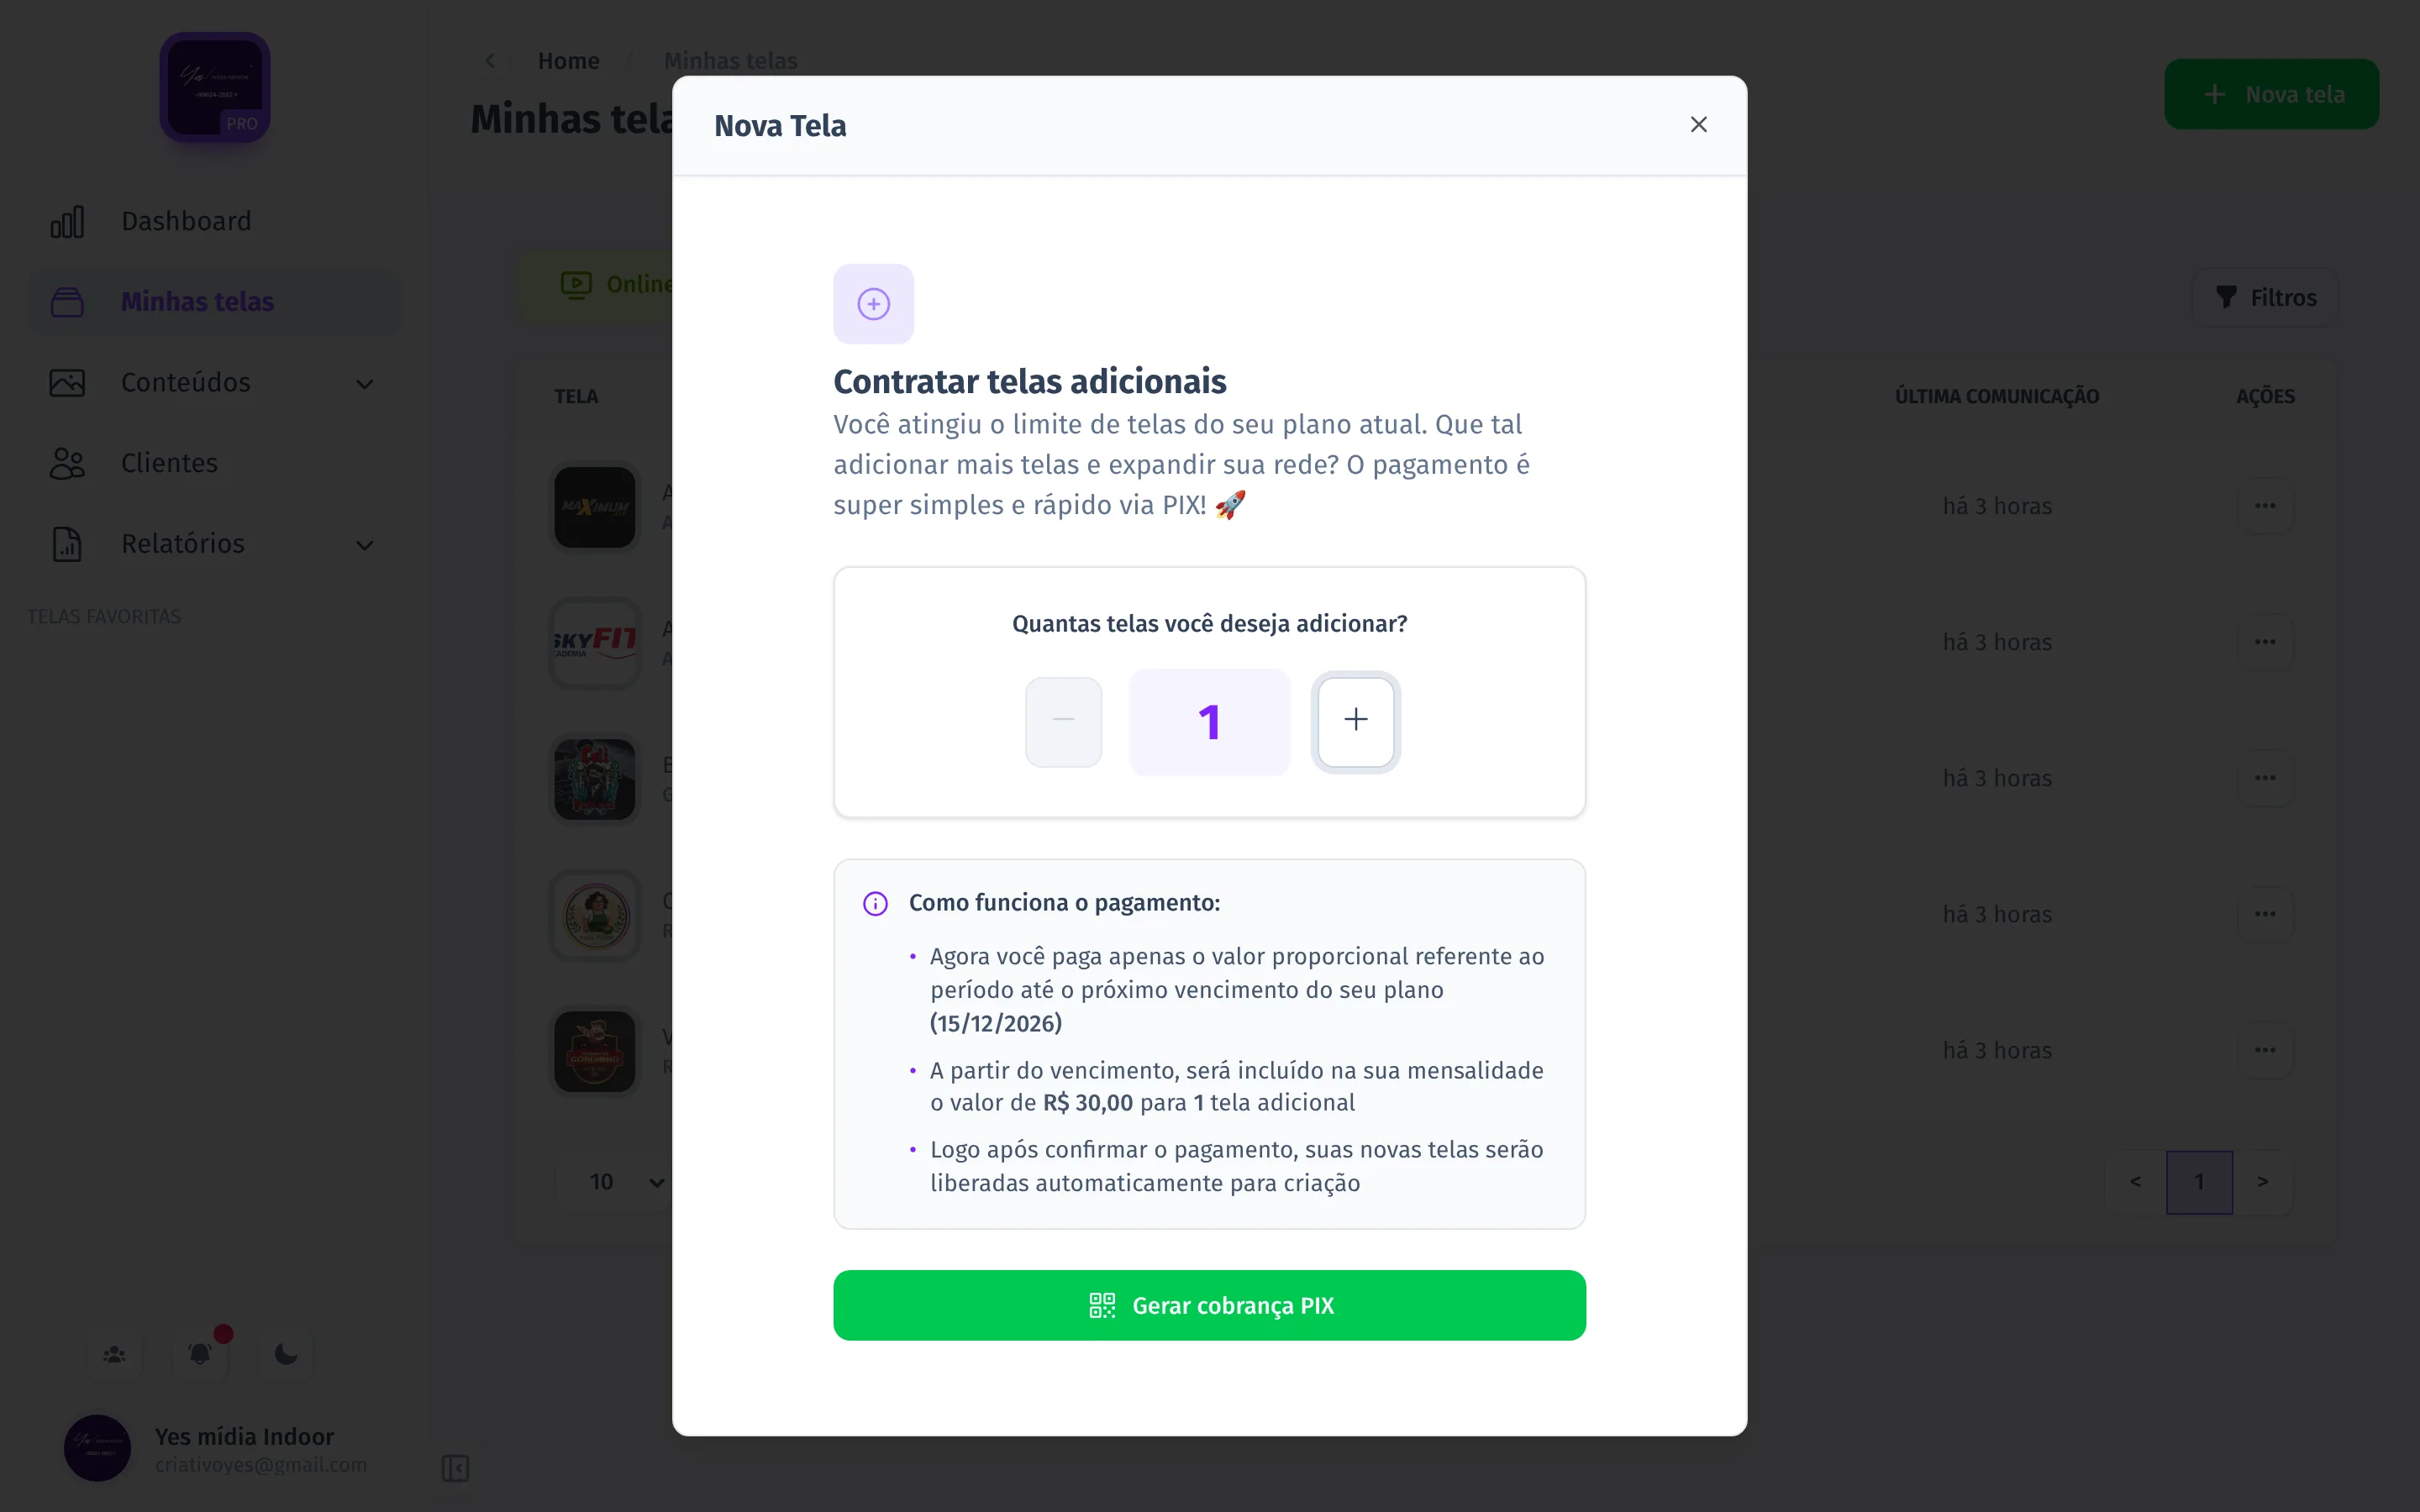 Yes
PRO
Dashboard
Minhas telas
Conteúdos
Clientes
Relatórios
TELAS FAVORITAS
Yes mídia Indoor
criativoyes@gmail.com
Home / Minhas telas
Minhas tela
+ Nova tela
Online
Filtros
TELA
ÚLTIMA COMUNICAÇÃO
AÇÕES
MAXIMUM
há 3 horas
SKYFIT
há 3 horas
há 3 horas
há 3 horas
GORDINHO
há 3 horas
10
< 1 >
Nova Tela
Contratar telas adicionais
Você atingiu o limite de telas do seu plano atual. Que tal
adicionar mais telas e expandir sua rede? O pagamento é
super simples e rápido via PIX! 🚀
Quantas telas você deseja adicionar?
1
Como funciona o pagamento:
• Agora você paga apenas o valor proporcional referente ao
período até o próximo vencimento do seu plano
(15/12/2026)
• A partir do vencimento, será incluído na sua mensalidade
o valor de R$ 30,00 para 1 tela adicional
• Logo após confirmar o pagamento, suas novas telas serão
liberadas automaticamente para criação
Gerar cobrança PIX